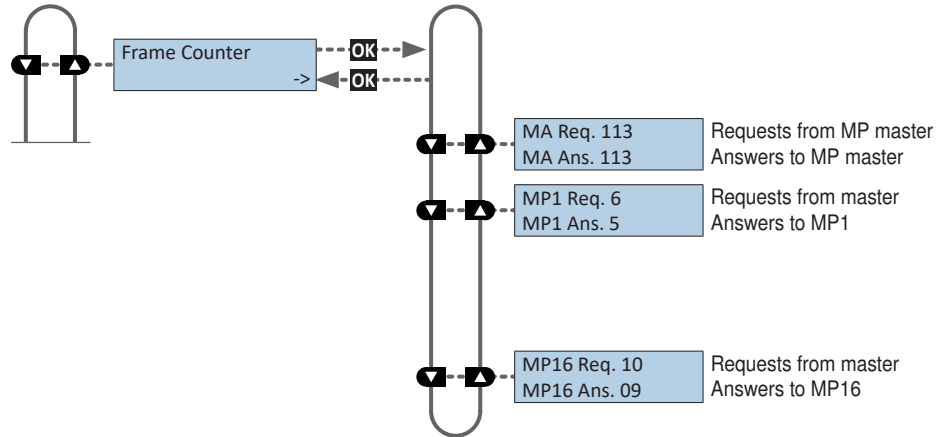 Frame Counter
->
OK
OK
MA Req. 113
MA Ans. 113
Requests from MP master
Answers to MP master
MP1 Req. 6
MP1 Ans. 5
Requests from master
Answers to MP1
MP16 Req. 10
MP16 Ans. 09
Requests from master
Answers to MP16